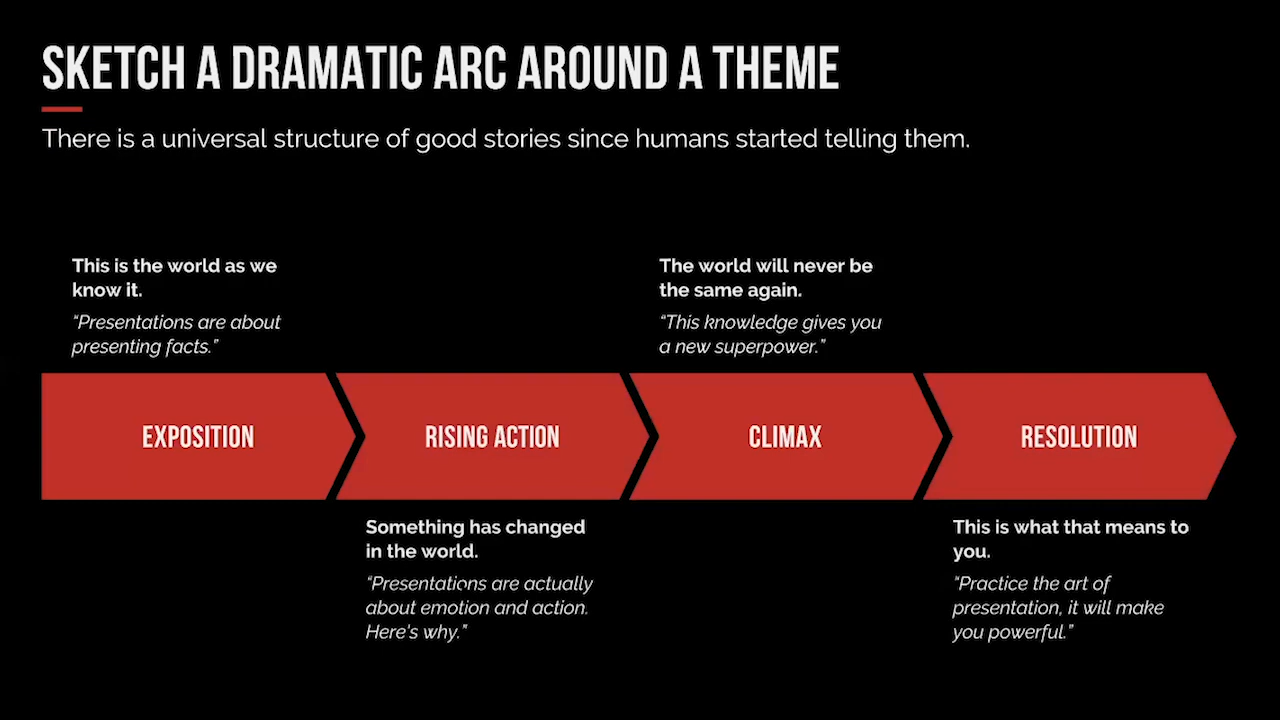 SKETCH A DRAMATIC ARC AROUND A THEME
There is a universal structure of good stories since humans started telling them.
This is the world as we
know it.
“Presentations are about
presenting facts.”
The world will never be
the same again.
“This knowledge gives you
a new superpower.”
EXPOSITION
RISING ACTION
CLIMAX
RESOLUTION
Something has changed
in the world.
“Presentations are actually
about emotion and action.
Here's why.”
This is what that means to
you.
“Practice the art of
presentation, it will make
you powerful.”